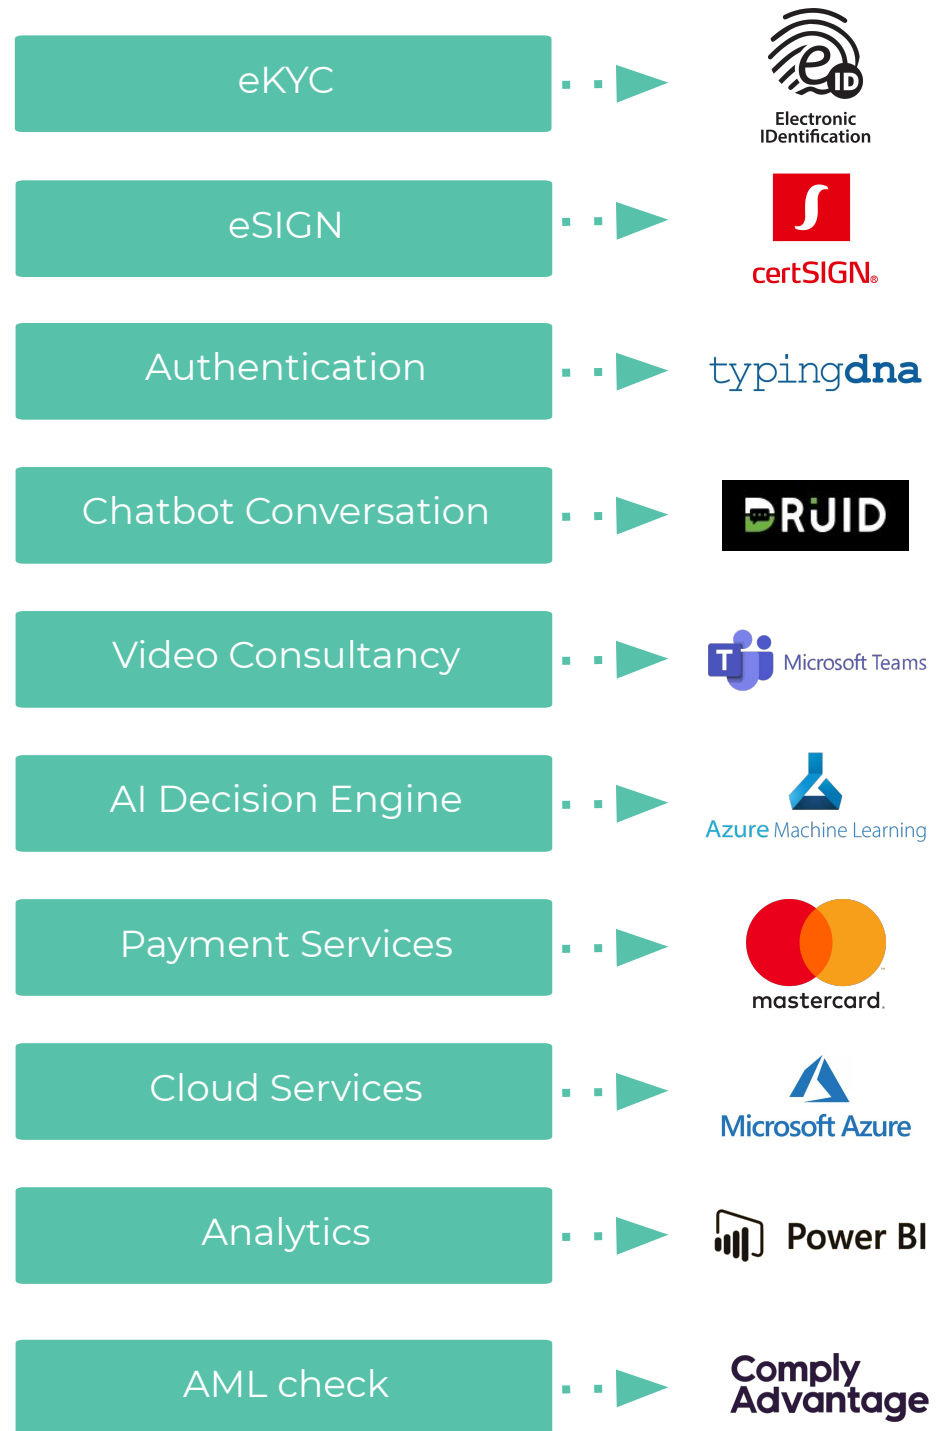 eKYC
eID
Electronic
IDentification
eSIGN
certSIGN®
Authentication
typingdna
Chatbot Conversation
DRUID
Video Consultancy
T
Microsoft Teams
AI Decision Engine
Azure Machine Learning
Payment Services
mastercard.
Cloud Services
Microsoft Azure
Analytics
Power BI
AML check
Comply
Advantage